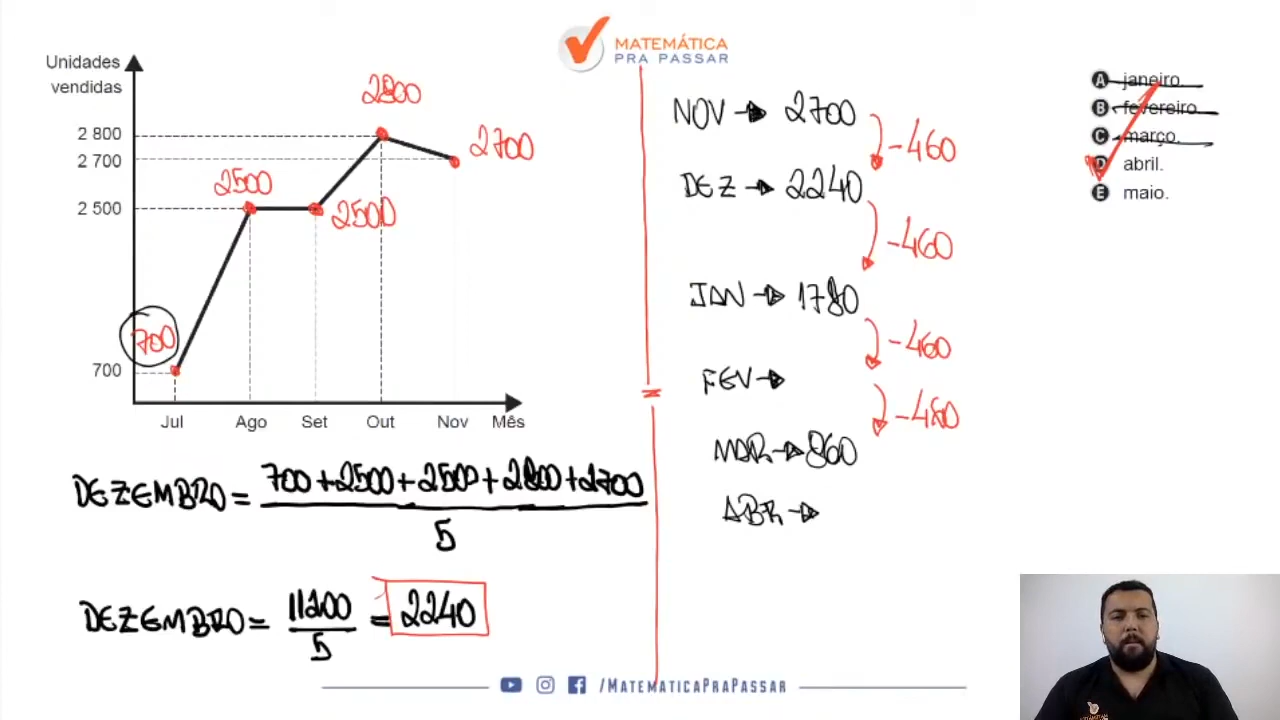 MATEMÁTICA
PRA PASSAR
Unidades
vendidas
2 800
2 700
2 500
700
2800
2700
2500
2500
700
Jul Ago Set Out Nov Mês
DEZEMBRO = 700+2500+2500+2800+2700
5
DEZEMBRO = 11200 = 2240
5
NOV → 2700
-460
DEZ → 2240
-460
JAN → 1780
-460
FEV →
-460
MAR → 860
ABR →
A janeiro.
B fevereiro.
C março.
D abril.
E maio.
/MATEMATICAPRAPASSAR